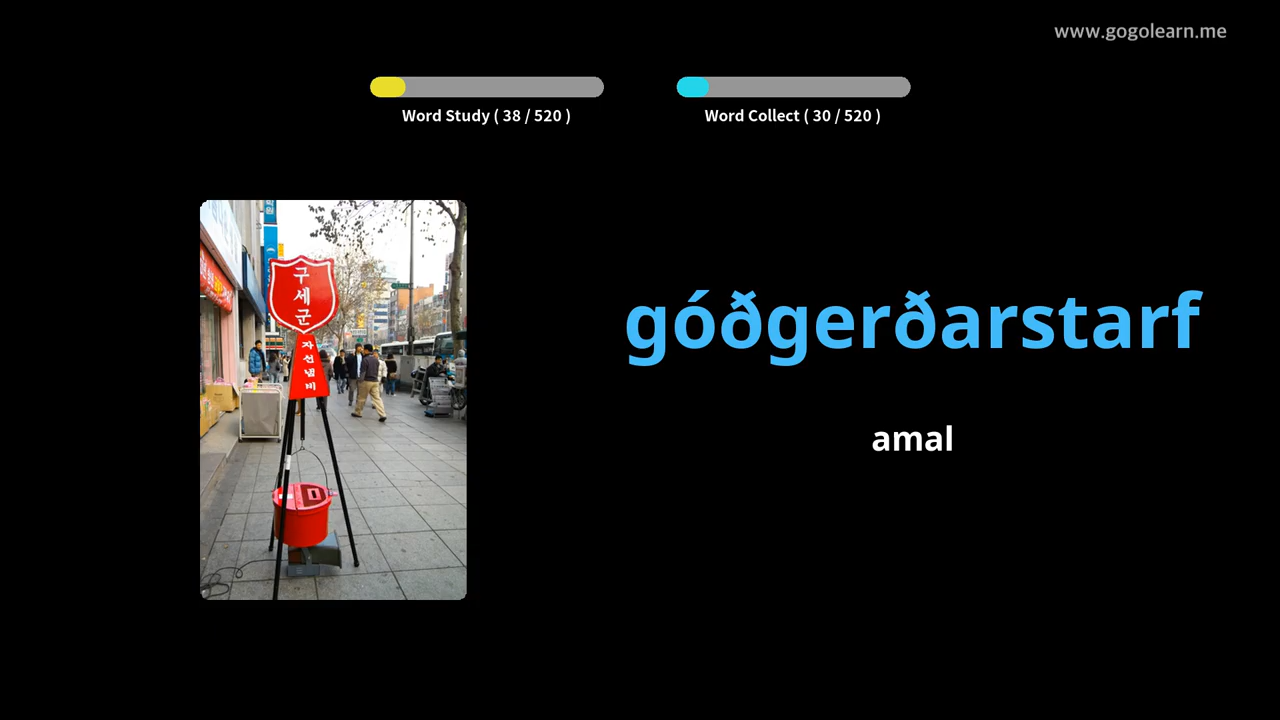 www.gogolearn.me
Word Study ( 38 / 520 )
Word Collect ( 30 / 520 )
구세군
자선냄비
góðgerðarstarf
amal